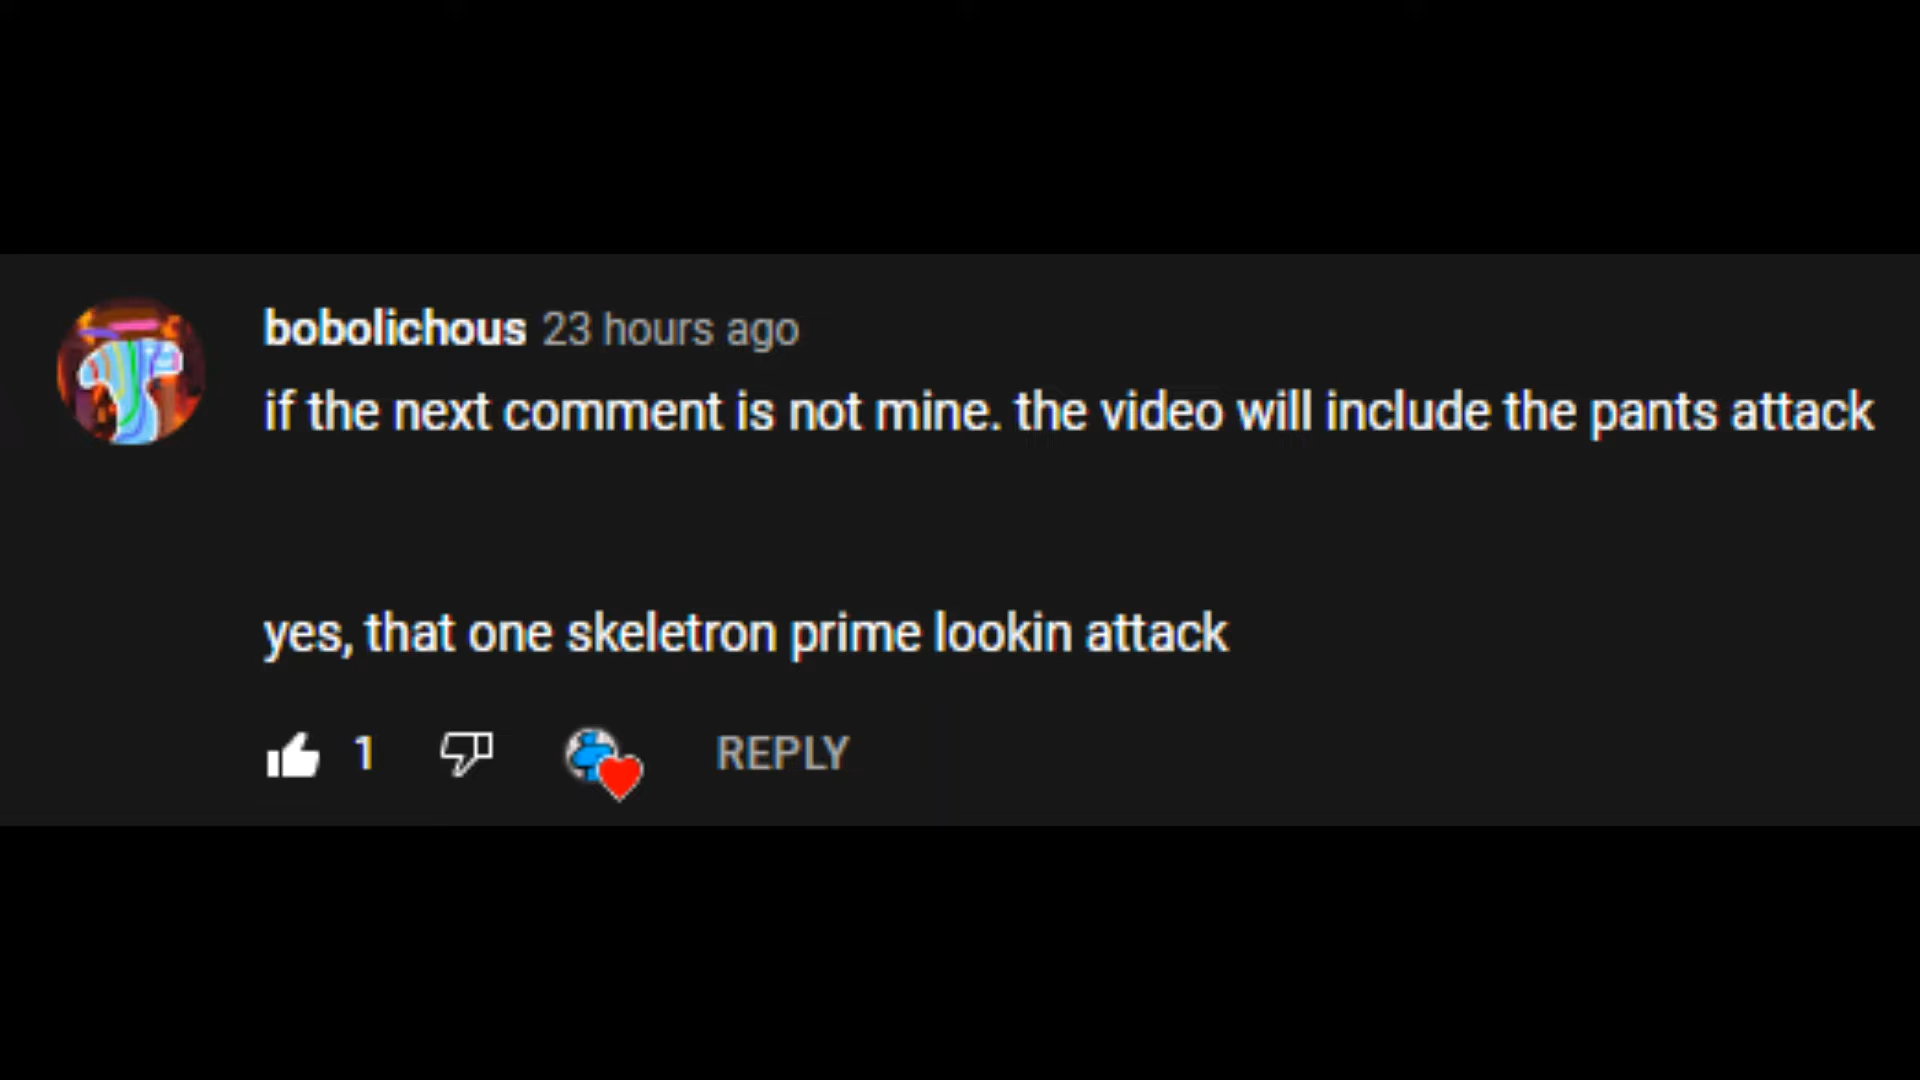 bobolichous 23 hours ago
if the next comment is not mine. the video will include the pants attack
yes, that one skeletron prime lookin attack
1 REPLY